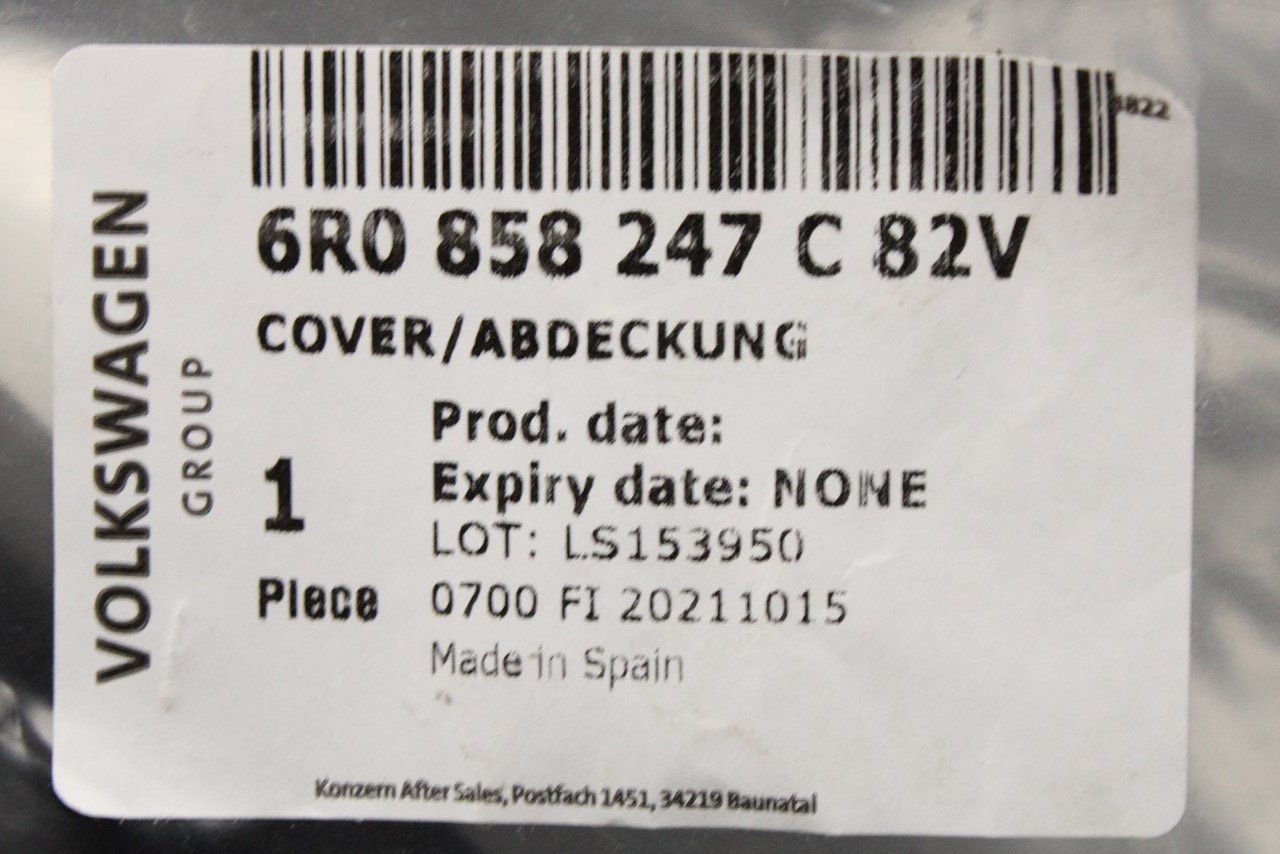 VOLKSWAGEN
GROUP
6R0 858 247 C 82V
COVER/ABDECKUNG
Prod. date:
Expiry date: NONE
1
LOT: LS153950
Piece
0700 FI 20211015
Made in Spain
Konzern After Sales, Postfach 1451, 34219 Baunatal